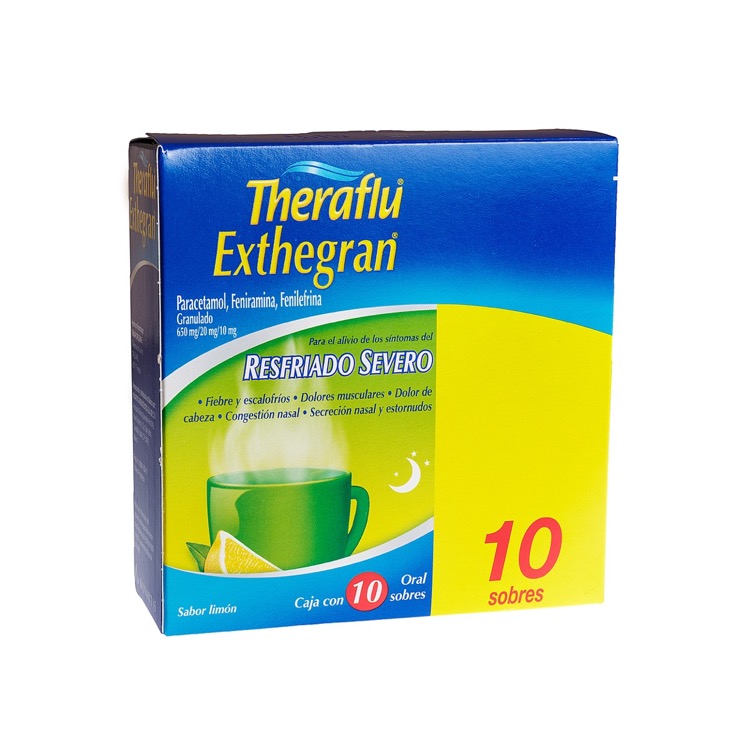 Theraflu®
Exthegran®
Paracetamol, Feniramina, Fenilefrina
Granulado
650 mg/20 mg/10 mg
Para el alivio de los síntomas del
RESFRIADO SEVERO
• Fiebre y escalofríos • Dolores musculares • Dolor de
cabeza • Congestión nasal • Secreción nasal y estornudos
Sabor limón
Caja con 10 Oral
sobres
10
sobres
Theraflu
Exthegran